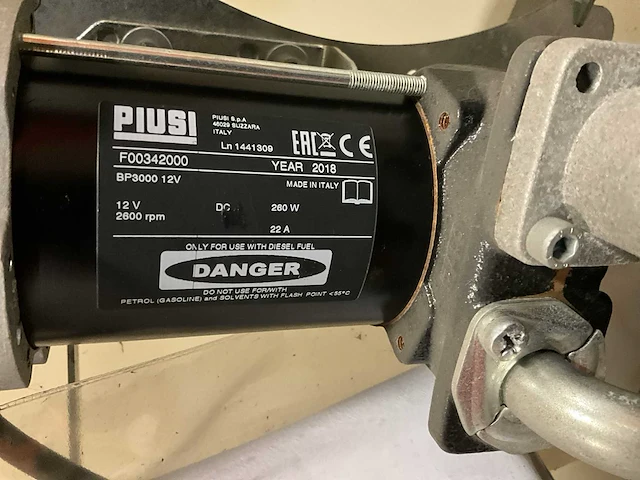 PIUSI
PIUSI S.p.A
46029 SUZZARA
ITALY
Ln 1441309
EAC CE
F00342000
YEAR 2018
BP3000 12V
MADE IN ITALY
12 V DC 260 W
2600 rpm
22 A
ONLY FOR USE WITH DIESEL FUEL
DANGER
DO NOT USE FOR/WITH
PETROL (GASOLINE) and SOLVENTS WITH FLASH POINT <55°C